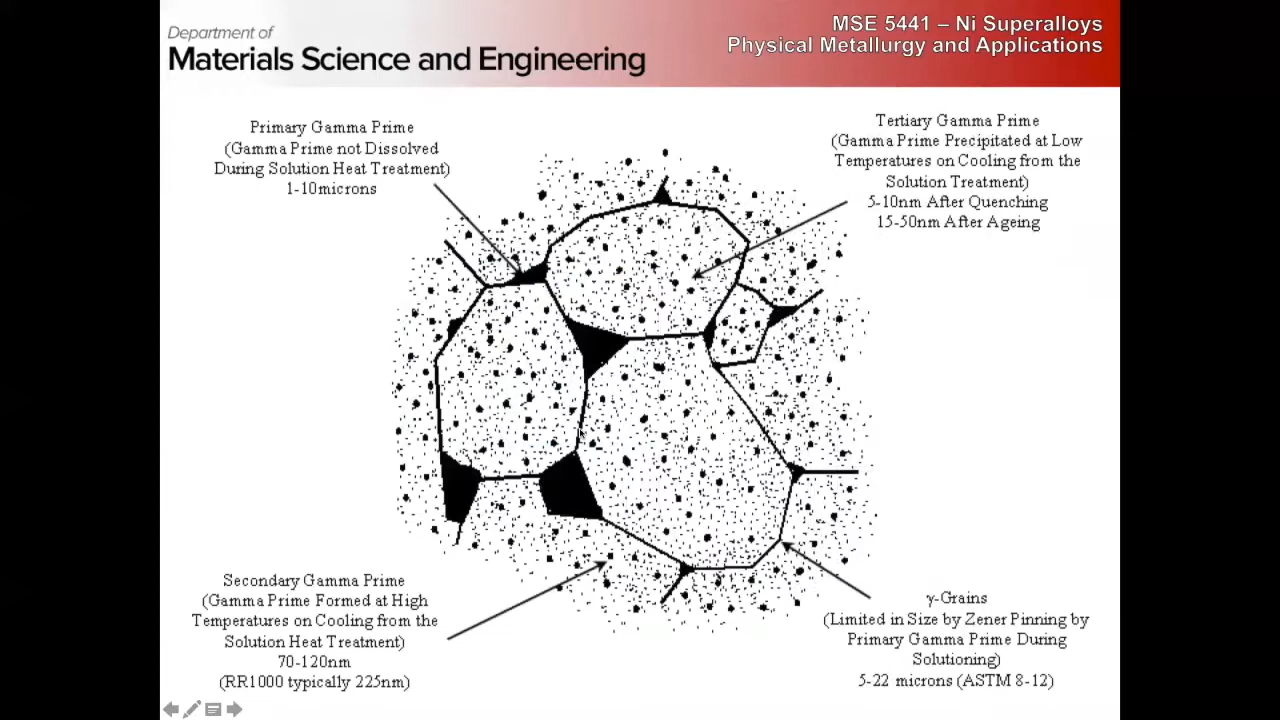 Department of
Materials Science and Engineering
MSE 5441 – Ni Superalloys
Physical Metallurgy and Applications
Primary Gamma Prime
(Gamma Prime not Dissolved
During Solution Heat Treatment)
1-10microns
Tertiary Gamma Prime
(Gamma Prime Precipitated at Low
Temperatures on Cooling from the
Solution Treatment)
5-10nm After Quenching
15-50nm After Ageing
Secondary Gamma Prime
(Gamma Prime Formed at High
Temperatures on Cooling from the
Solution Heat Treatment)
70-120nm
(RR1000 typically 225nm)
γ-Grains
(Limited in Size by Zener Pinning by
Primary Gamma Prime During
Solutioning)
5-22 microns (ASTM 8-12)